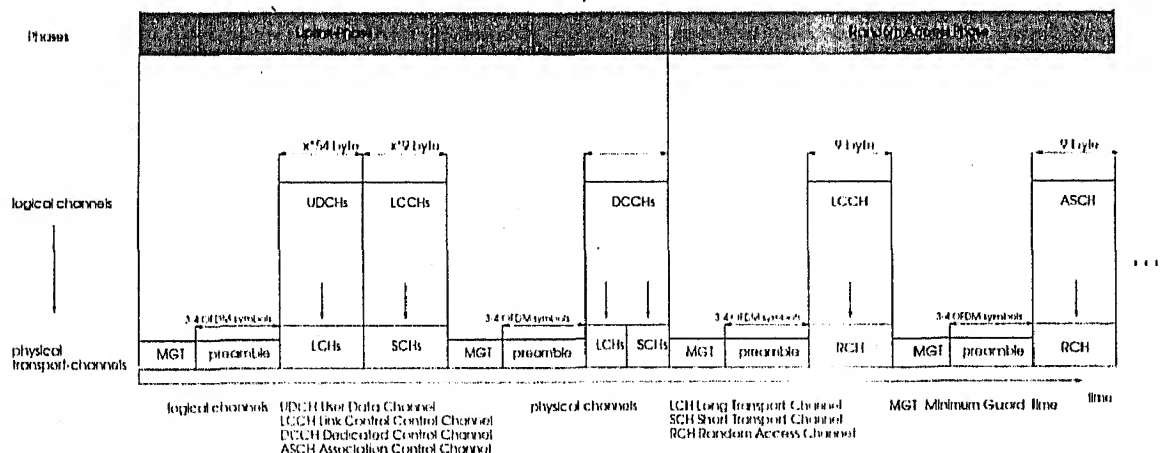 Phases Uplink Phase Random Access Phase
x*54 byte x*9 byte 9 byte 9 byte
logical channels UDCHs LCCHs DCCHs LCCH ASCH
...
3-4 OFDM symbols 3-4 OFDM symbols 3-4 OFDM symbols 3-4 OFDM symbols
physical
transport-channels MGT preamble LCHs SCHs MGT preamble LCHs SCHs MGT preamble RCH MGT preamble RCH
time
logical channels UDCH User Data Channel physical channels LCH Long Transport Channel MGT Minimum Guard Time
LCCH Link Control Control Channel SCH Short Transport Channel
DCCH Dedicated Control Channel RCH Random Access Channel
ASCH Association Control Channel